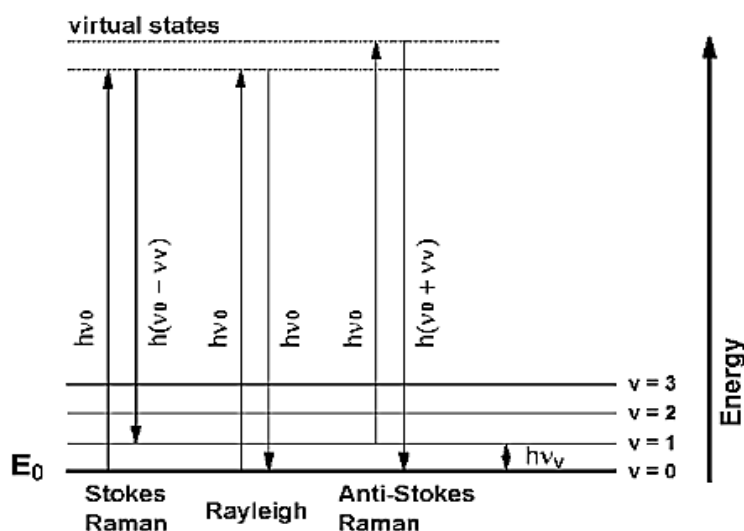 virtual states
hν₀
h(ν₀ − νᵥ)
hν₀
hν₀
hν₀
h(ν₀ + νᵥ)
v = 3
v = 2
v = 1
hνᵥ
E₀
v = 0
Energy
Stokes
Raman
Rayleigh
Anti-Stokes
Raman